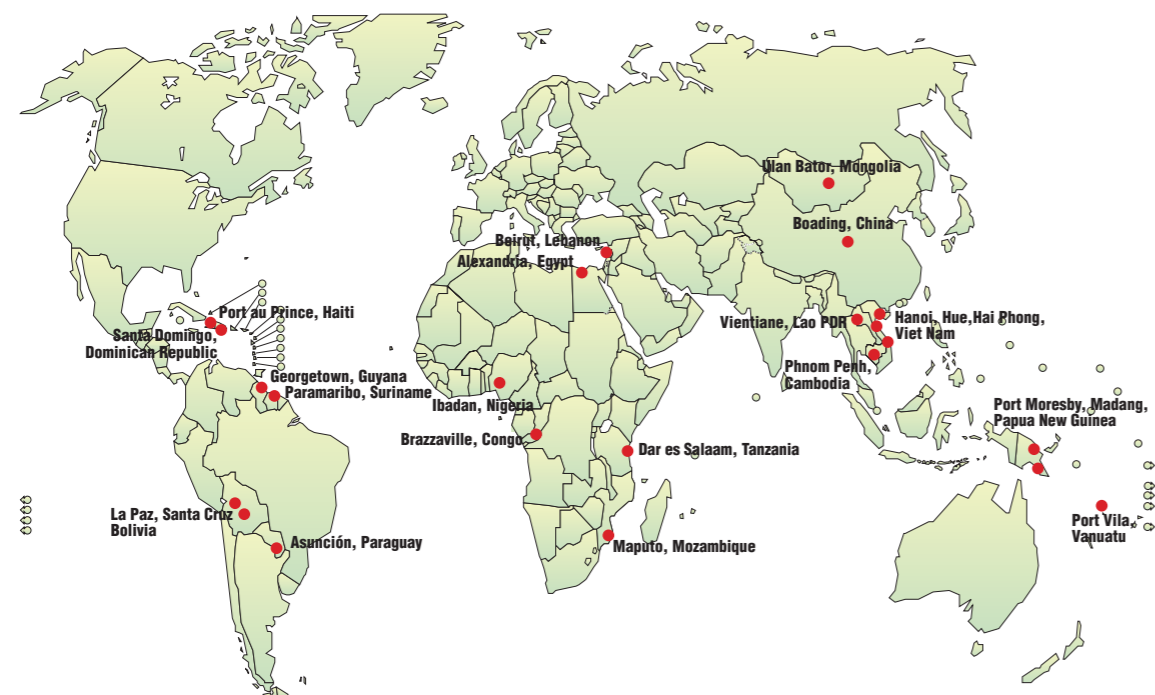 Ulan Bator, Mongolia
Boading, China
Beirut, Lebanon
Alexandria, Egypt
Port au Prince, Haiti
Santa Domingo,
Dominican Republic
Vientiane, Lao PDR
Hanoi, Hue,Hai Phong,
Viet Nam
Phnom Penh,
Cambodia
Georgetown, Guyana
Paramaribo, Suriname
Ibadan, Nigeria
Brazzaville, Congo
Dar es Salaam, Tanzania
Port Moresby, Madang,
Papua New Guinea
La Paz, Santa Cruz
Bolivia
Asunción, Paraguay
Maputo, Mozambique
Port Vila,
Vanuatu